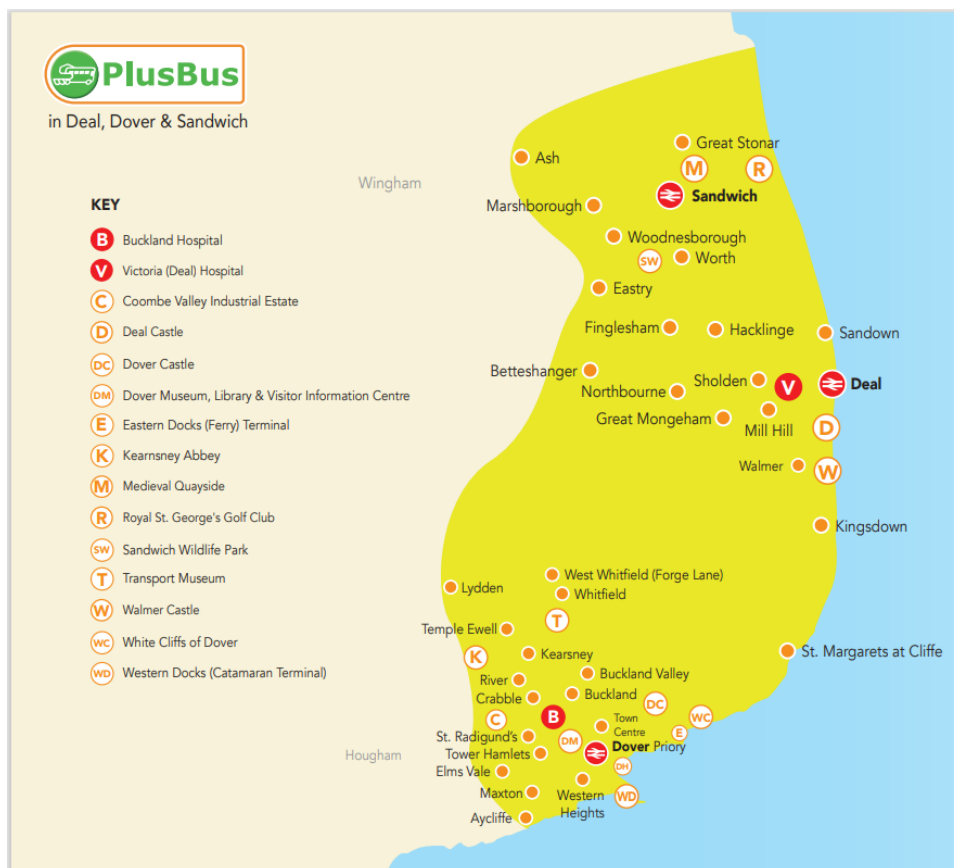 PlusBus
in Deal, Dover & Sandwich
KEY
B Buckland Hospital
V Victoria (Deal) Hospital
C Coombe Valley Industrial Estate
D Deal Castle
DC Dover Castle
DM Dover Museum, Library & Visitor Information Centre
E Eastern Docks (Ferry) Terminal
K Kearnsney Abbey
M Medieval Quayside
R Royal St. George's Golf Club
SW Sandwich Wildlife Park
T Transport Museum
W Walmer Castle
WC White Cliffs of Dover
WD Western Docks (Catamaran Terminal)
Great Stonar
Ash
M
R
Wingham
Sandwich
Marshborough
Woodnesborough
SW
Worth
Eastry
Finglesham
Hacklinge
Sandown
Betteshanger
Sholden
V
Deal
Northbourne
Great Mongeham
Mill Hill
D
Walmer
W
Kingsdown
West Whitfield (Forge Lane)
Lydden
Whitfield
T
Temple Ewell
K
Kearsney
St. Margarets at Cliffe
River
Buckland Valley
Crabble
Buckland
DC
C
B
Town
Centre
WC
E
St. Radigund's
DM
Dover Priory
Tower Hamlets
Hougham
DH
Elms Vale
Maxton
Western
Heights
WD
Aycliffe